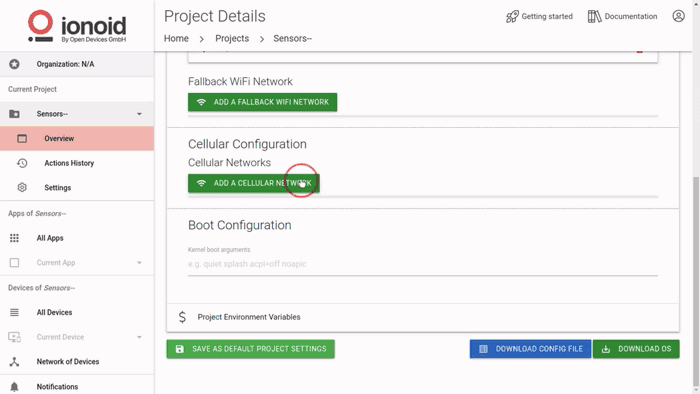 ionoid
By Open Devices GmbH
Project Details
Getting started
Documentation
Home > Projects > Sensors--
Organization: N/A
Current Project
Sensors--
Overview
Actions History
Settings
Apps of Sensors--
All Apps
Current App
Devices of Sensors--
All Devices
Current Device
Network of Devices
Notifications
Fallback WiFi Network
ADD A FALLBACK WIFI NETWORK
Cellular Configuration
Cellular Networks
ADD A CELLULAR NETWORK
Boot Configuration
Kernel boot arguments
e.g. quiet splash acpi=off noapic
$ Project Environment Variables
SAVE AS DEFAULT PROJECT SETTINGS
DOWNLOAD CONFIG FILE
DOWNLOAD OS